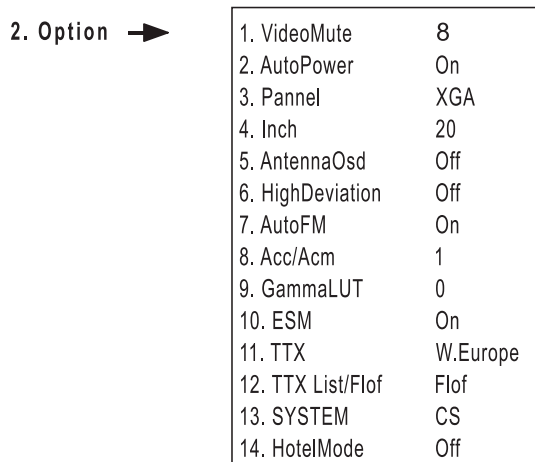 2. Option
1. VideoMute 8
2. AutoPower On
3. Pannel XGA
4. Inch 20
5. AntennaOsd Off
6. HighDeviation Off
7. AutoFM On
8. Acc/Acm 1
9. GammaLUT 0
10. ESM On
11. TTX W.Europe
12. TTX List/Flof Flof
13. SYSTEM CS
14. HotelMode Off